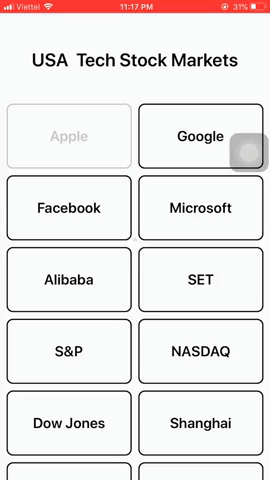 Viettel 11:17 PM 31%
USA Tech Stock Markets
Apple Google
Facebook Microsoft
Alibaba SET
S&P NASDAQ
Dow Jones Shanghai